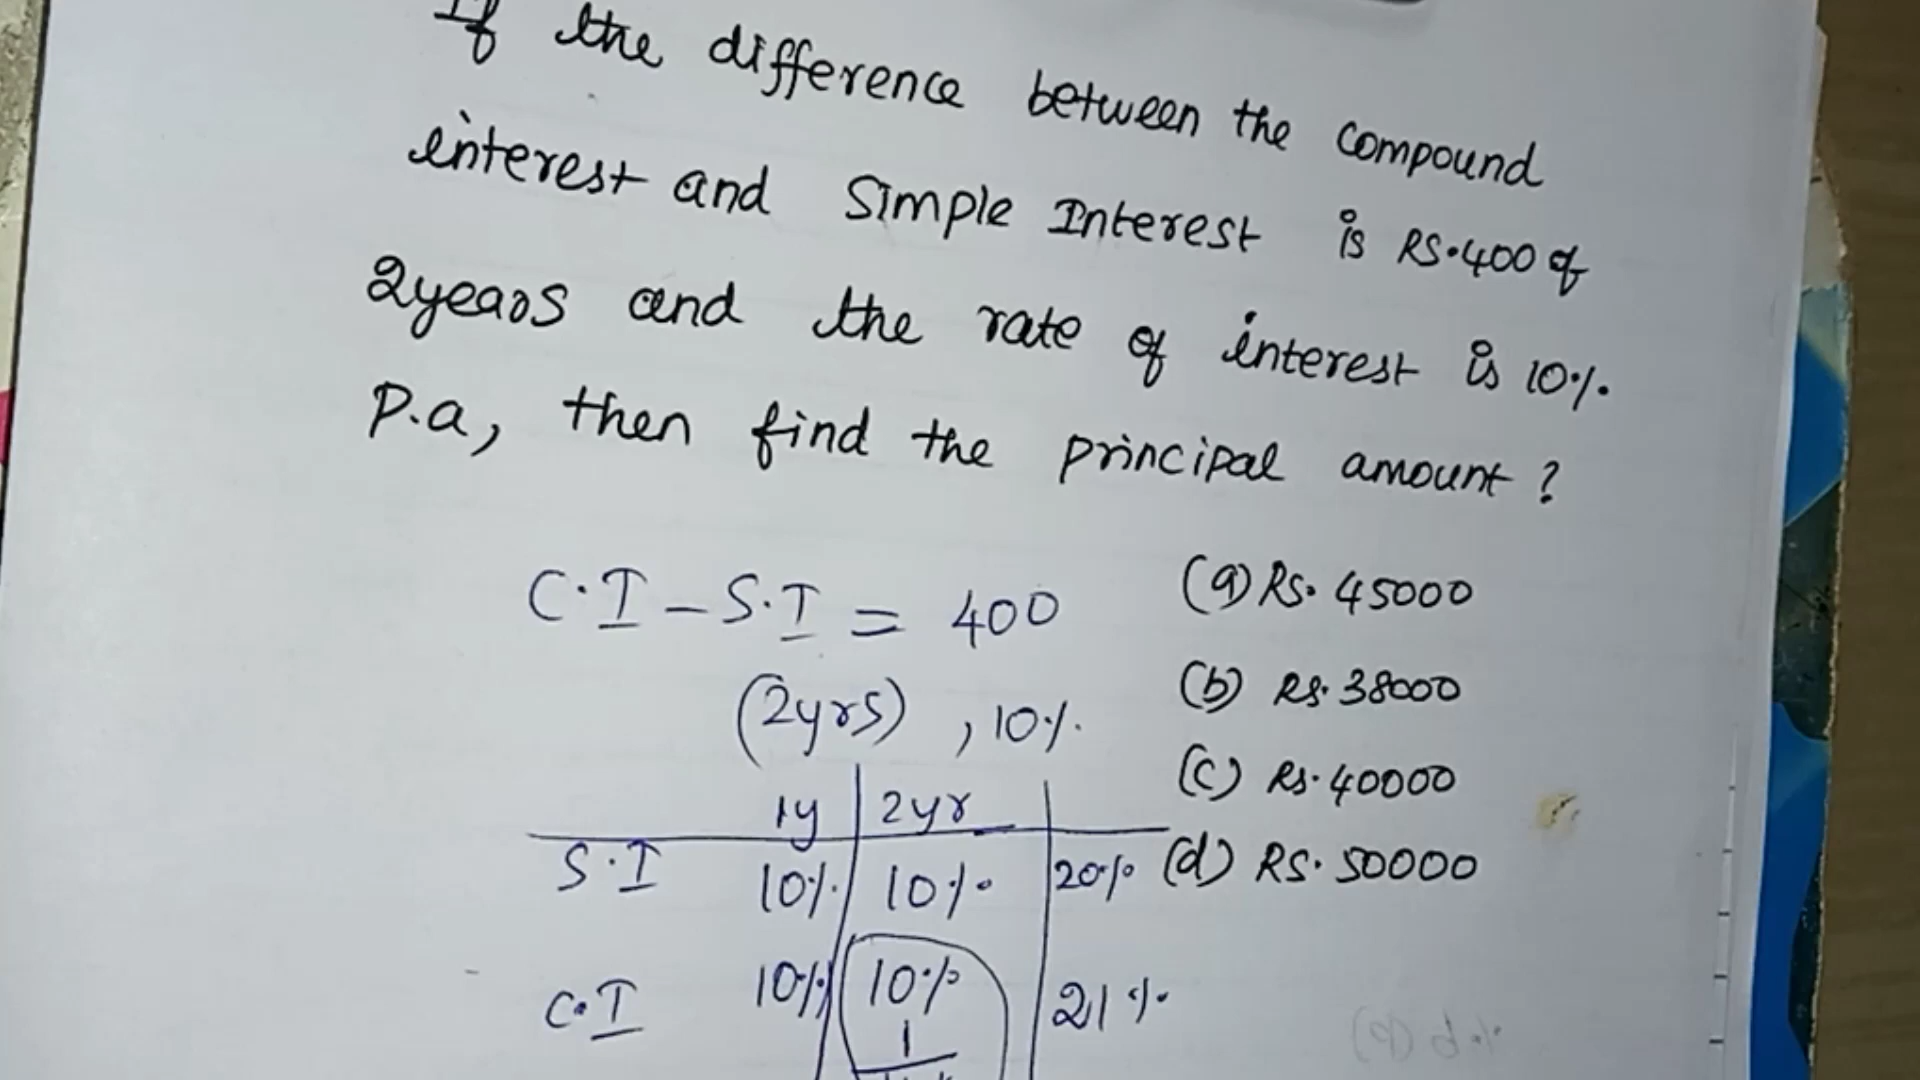 If the difference between the compound
interest and Simple Interest is RS.400 of
2years and the rate of interest is 10%.
P.a, then find the principal amount?
C.I - S.I = 400
(2yrs), 10%.
(a) Rs. 45000
(b) Rs. 38000
(c) Rs. 40000
(d) RS. 50000
1y 2yr
S.I 10% 10% 20%
C.I 10% 10% 21%
1